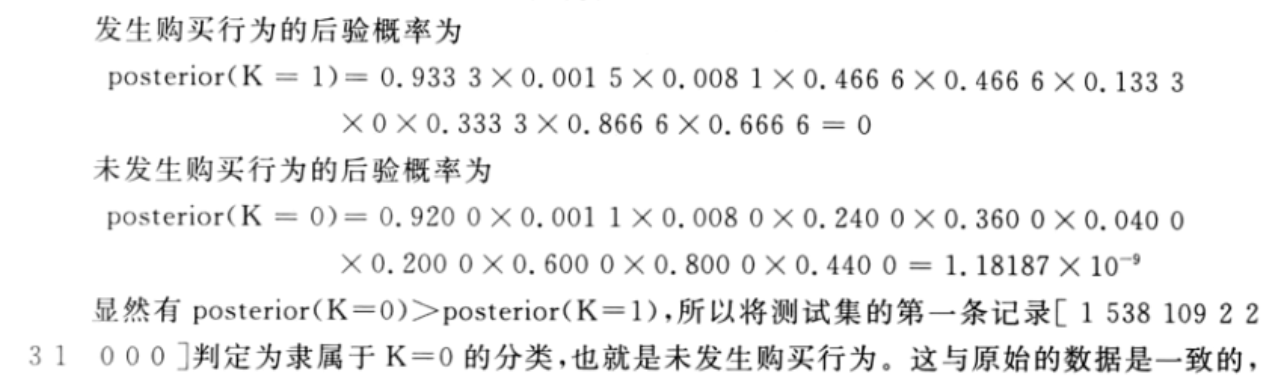 发生购买行为的后验概率为
posterior(K = 1)= 0.933 3×0.001 5×0.008 1×0.466 6×0.466 6×0.133 3
×0×0.333 3×0.866 6×0.666 6 = 0
未发生购买行为的后验概率为
posterior(K = 0)= 0.920 0×0.001 1×0.008 0×0.240 0×0.360 0×0.040 0
×0.200 0×0.600 0×0.800 0×0.440 0 = 1.18187×10⁻⁹
显然有 posterior(K=0)>posterior(K=1),所以将测试集的第一条记录[ 1 538 109 2 2
3 1 0 0 0 ]判定为隶属于 K=0 的分类,也就是未发生购买行为。这与原始的数据是一致的,